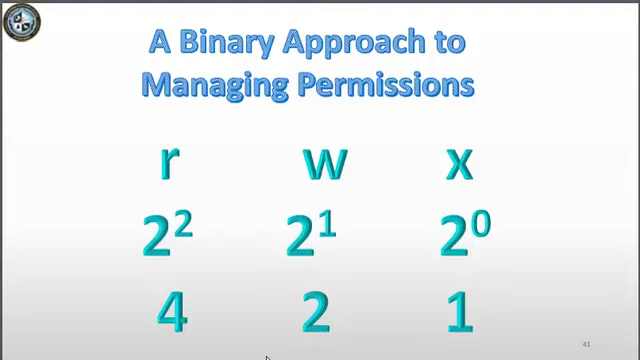 A Binary Approach to
Managing Permissions
r w x
2² 2¹ 2⁰
4 2 1
41